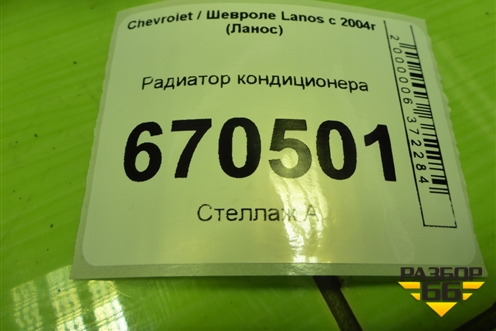 Chevrolet / Шевроле Lanos с 2004г
(Ланос)
Радиатор кондиционера
670501
Стеллаж А
2000006372284
РАЗБОР
66